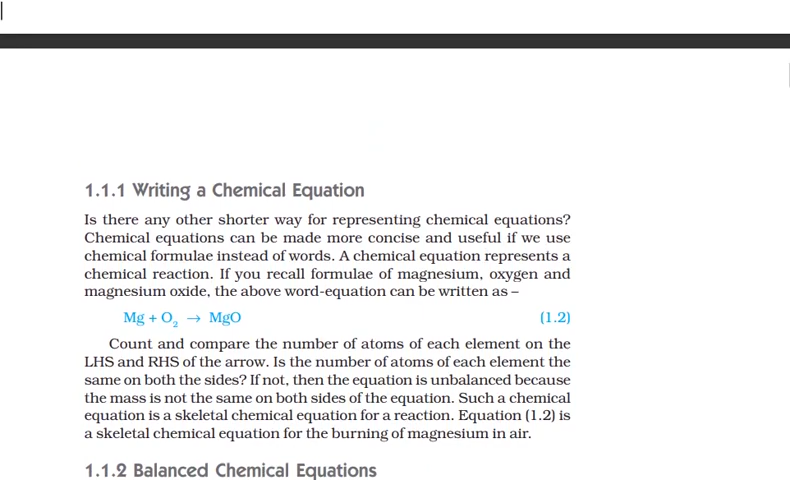 1.1.1 Writing a Chemical Equation
Is there any other shorter way for representing chemical equations?
Chemical equations can be made more concise and useful if we use
chemical formulae instead of words. A chemical equation represents a
chemical reaction. If you recall formulae of magnesium, oxygen and
magnesium oxide, the above word-equation can be written as –
Mg + O₂ → MgO (1.2)
Count and compare the number of atoms of each element on the
LHS and RHS of the arrow. Is the number of atoms of each element the
same on both the sides? If not, then the equation is unbalanced because
the mass is not the same on both sides of the equation. Such a chemical
equation is a skeletal chemical equation for a reaction. Equation (1.2) is
a skeletal chemical equation for the burning of magnesium in air.
1.1.2 Balanced Chemical Equations